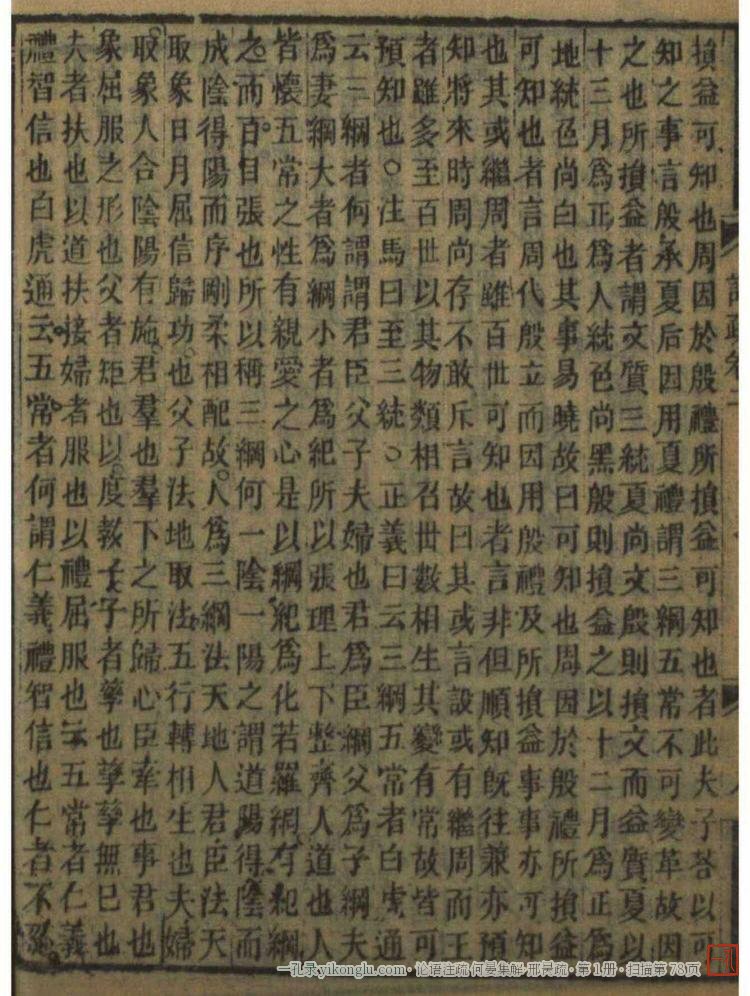 損益可知也周因於殷禮所損益可知也者此夫子荅以可
知之事言殷承夏后因用夏禮謂三綱五常不可變革故因
之也所損益者謂文質三統夏尚文殷則損文而益質夏以
十三月爲正爲人統色尚黑殷則損益之以十二月爲正爲
地統色尚白也其事易曉故曰可知也周因於殷禮所損益
可知也者言周代殷立而因用殷禮及所損益事事亦可知
也其或繼周者雖百世可知也者言非但順知旣往兼亦預
知將來時周尚存不敢斥言故曰其或言設或有繼周而王
者雖多至百世以其物類相召世數相生其變有常故皆可
預知也○注馬曰至三統○正義曰云三綱五常者白虎通
云三綱者何謂謂君臣父子夫婦也君爲臣綱父爲子綱夫
爲妻綱大者爲綱小者爲紀所以張理上下整齊人道也人
皆懷五常之性有親愛之心是以綱紀爲化若羅綱有紀綱
之而百目張也所以稱三綱何一陰一陽之謂道陽得陰而
成陰得陽而序剛柔相配故人爲三綱法天地人君臣法天
取象日月屈信歸功也父子法地取法五行轉相生也夫婦
取象人合陰陽有施君羣也羣下之所歸心臣牽也事君也
象屈服之形也父者矩也以度敎子子者孳也孳孳無已也
夫者扶也以道扶接婦者服也以禮屈服也云五常者仁義
禮智信也白虎通云五常者何謂仁義禮智信也仁者不忍
語疏卷二
一孔录yikonglu.com · 论语注疏.何晏集解.邢昺疏 · 第1册 · 扫描第78页